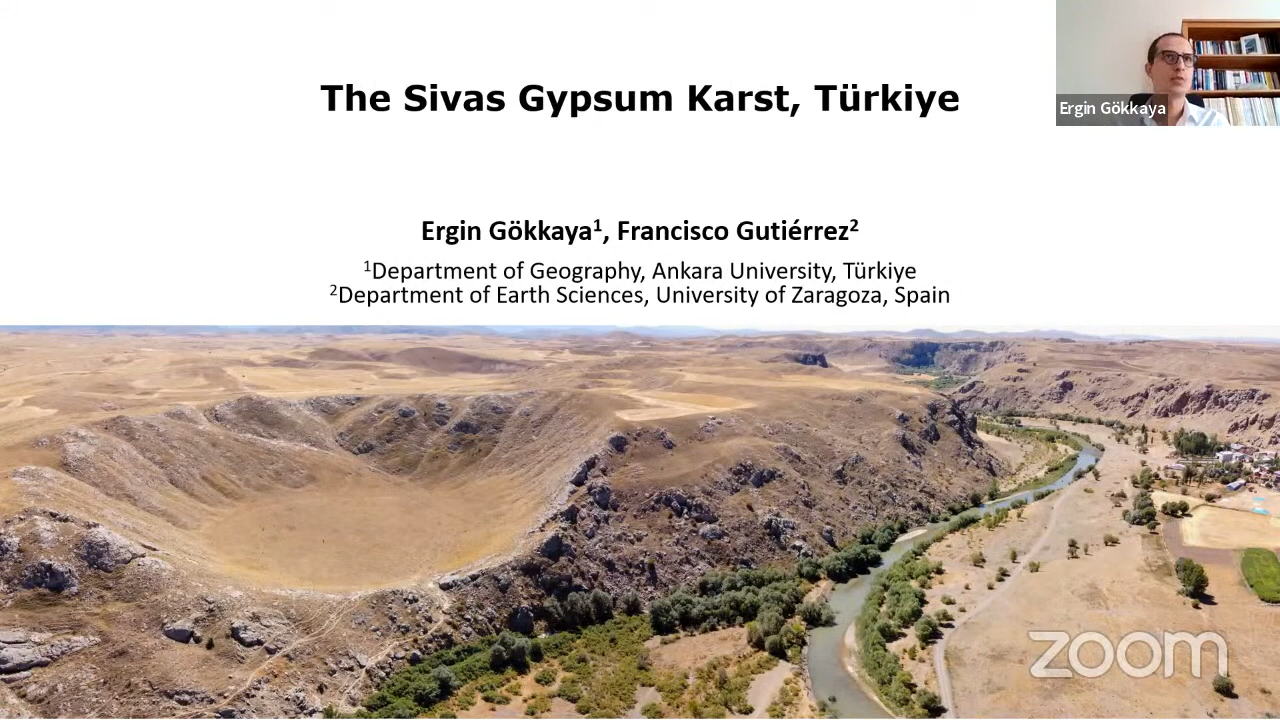 The Sivas Gypsum Karst, Türkiye
Ergin Gökkaya
Ergin Gökkaya¹, Francisco Gutiérrez²
¹Department of Geography, Ankara University, Türkiye
²Department of Earth Sciences, University of Zaragoza, Spain
zoom